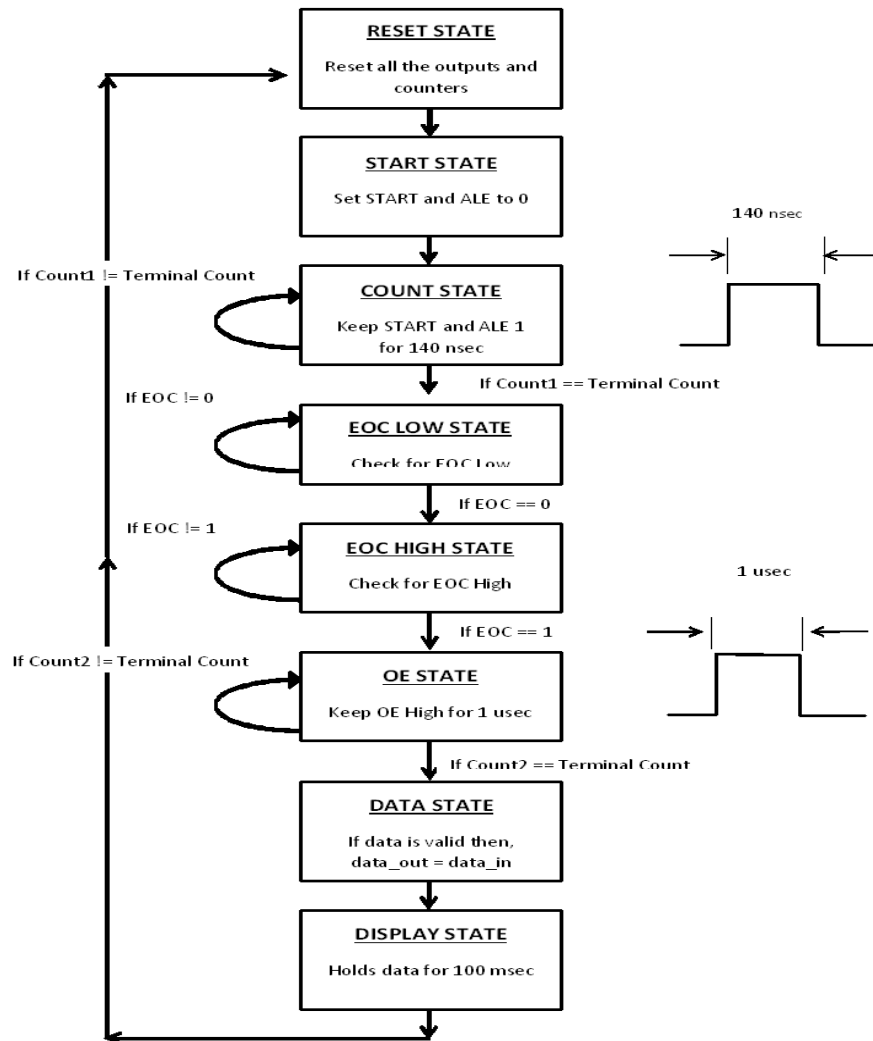 RESET STATE
Reset all the outputs and
counters
START STATE
Set START and ALE to 0
140 nsec
If Count1 != Terminal Count
COUNT STATE
Keep START and ALE 1
for 140 nsec
If Count1 == Terminal Count
If EOC != 0
EOC LOW STATE
Check for EOC Low
If EOC == 0
If EOC != 1
EOC HIGH STATE
Check for EOC High
1 usec
If EOC == 1
If Count2 != Terminal Count
OE STATE
Keep OE High for 1 usec
If Count2 == Terminal Count
DATA STATE
If data is valid then,
data_out = data_in
DISPLAY STATE
Holds data for 100 msec